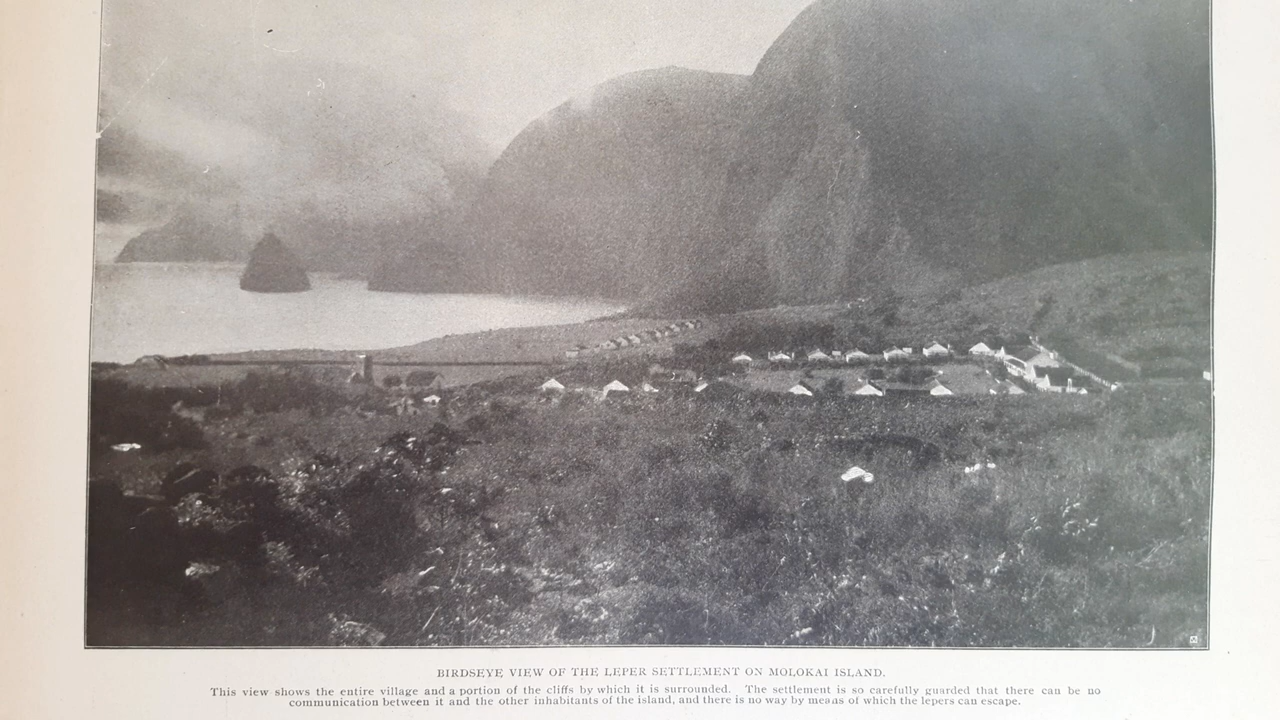 BIRDSEYE VIEW OF THE LEPER SETTLEMENT ON MOLOKAI ISLAND.
This view shows the entire village and a portion of the cliffs by which it is surrounded. The settlement is so carefully guarded that there can be no
communication between it and the other inhabitants of the island, and there is no way by means of which the lepers can escape.